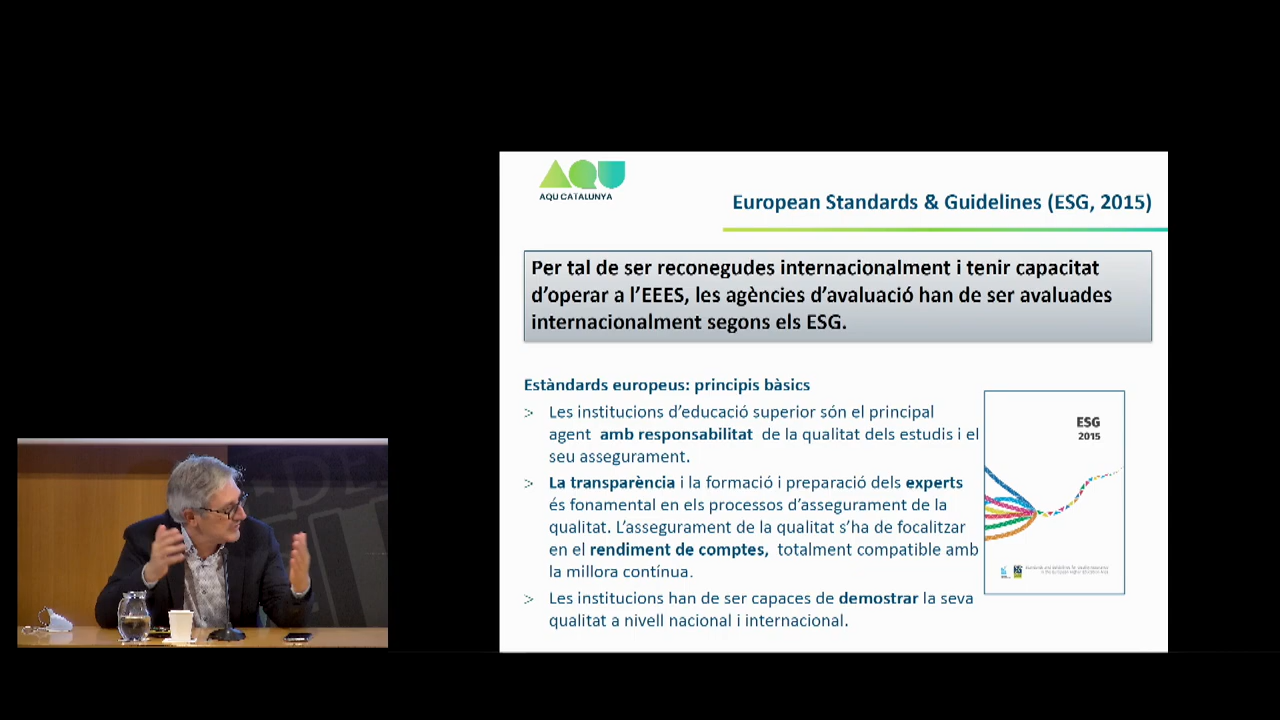 AQU
AQU CATALUNYA
European Standards & Guidelines (ESG, 2015)
Per tal de ser reconegudes internacionalment i tenir capacitat
d'operar a l'EEES, les agències d'avaluació han de ser avaluades
internacionalment segons els ESG.
Estàndards europeus: principis bàsics
> Les institucions d'educació superior són el principal
agent amb responsabilitat de la qualitat dels estudis i el
seu assegurament.
> La transparència i la formació i preparació dels experts
és fonamental en els processos d'assegurament de la
qualitat. L'assegurament de la qualitat s'ha de focalitzar
en el rendiment de comptes, totalment compatible amb
la millora contínua.
> Les institucions han de ser capaces de demostrar la seva
qualitat a nivell nacional i internacional.
ESG
2015